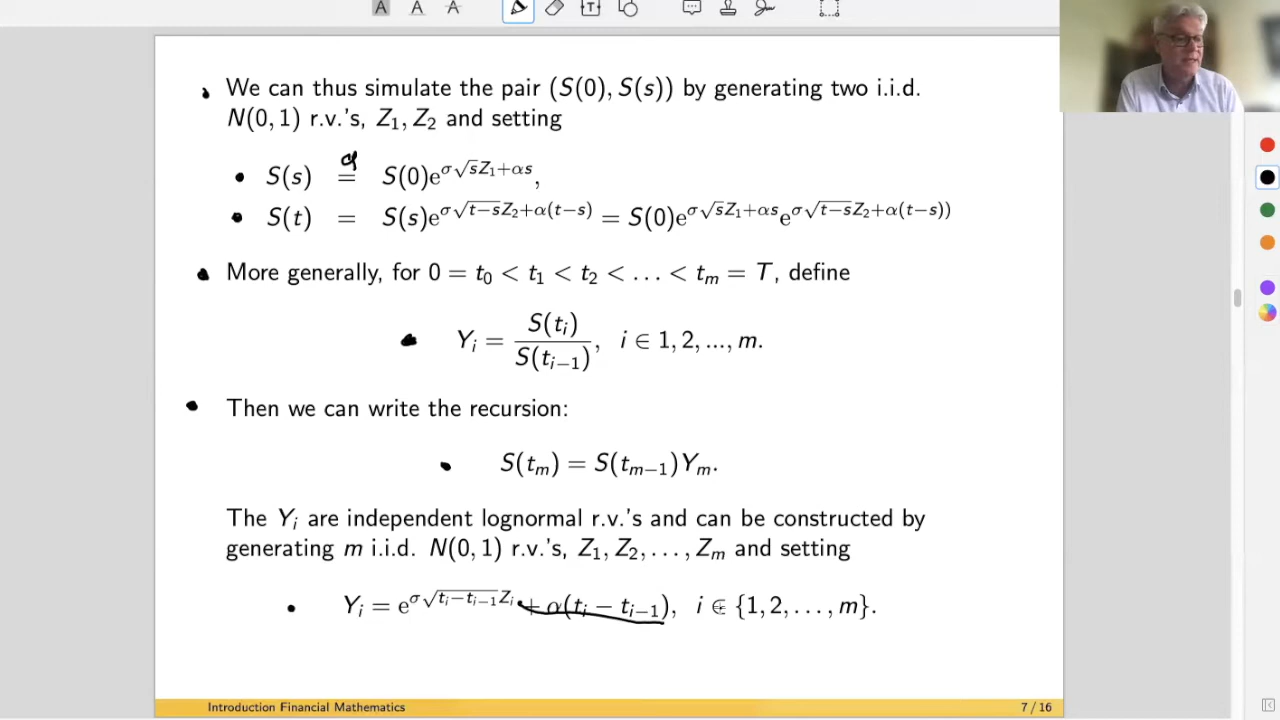 We can thus simulate the pair (S(0), S(s)) by generating two i.i.d.
N(0, 1) r.v.'s, Z₁, Z₂ and setting
S(s) =ᵈ S(0)e^{σ√s Z₁+αs},
S(t) = S(s)e^{σ√(t−s) Z₂+α(t−s)} = S(0)e^{σ√s Z₁+αs}e^{σ√(t−s) Z₂+α(t−s))}
More generally, for 0 = t₀ < t₁ < t₂ < ... < tₘ = T, define
Yᵢ = S(tᵢ)/S(tᵢ₋₁), i ∈ 1, 2, ..., m.
Then we can write the recursion:
S(tₘ) = S(tₘ₋₁)Yₘ.
The Yᵢ are independent lognormal r.v.'s and can be constructed by
generating m i.i.d. N(0, 1) r.v.'s, Z₁, Z₂, ..., Zₘ and setting
Yᵢ = e^{σ√(tᵢ−tᵢ₋₁) Zᵢ} + α(tᵢ − tᵢ₋₁), i ∈ {1, 2, ..., m}.
Introduction Financial Mathematics 7 / 16